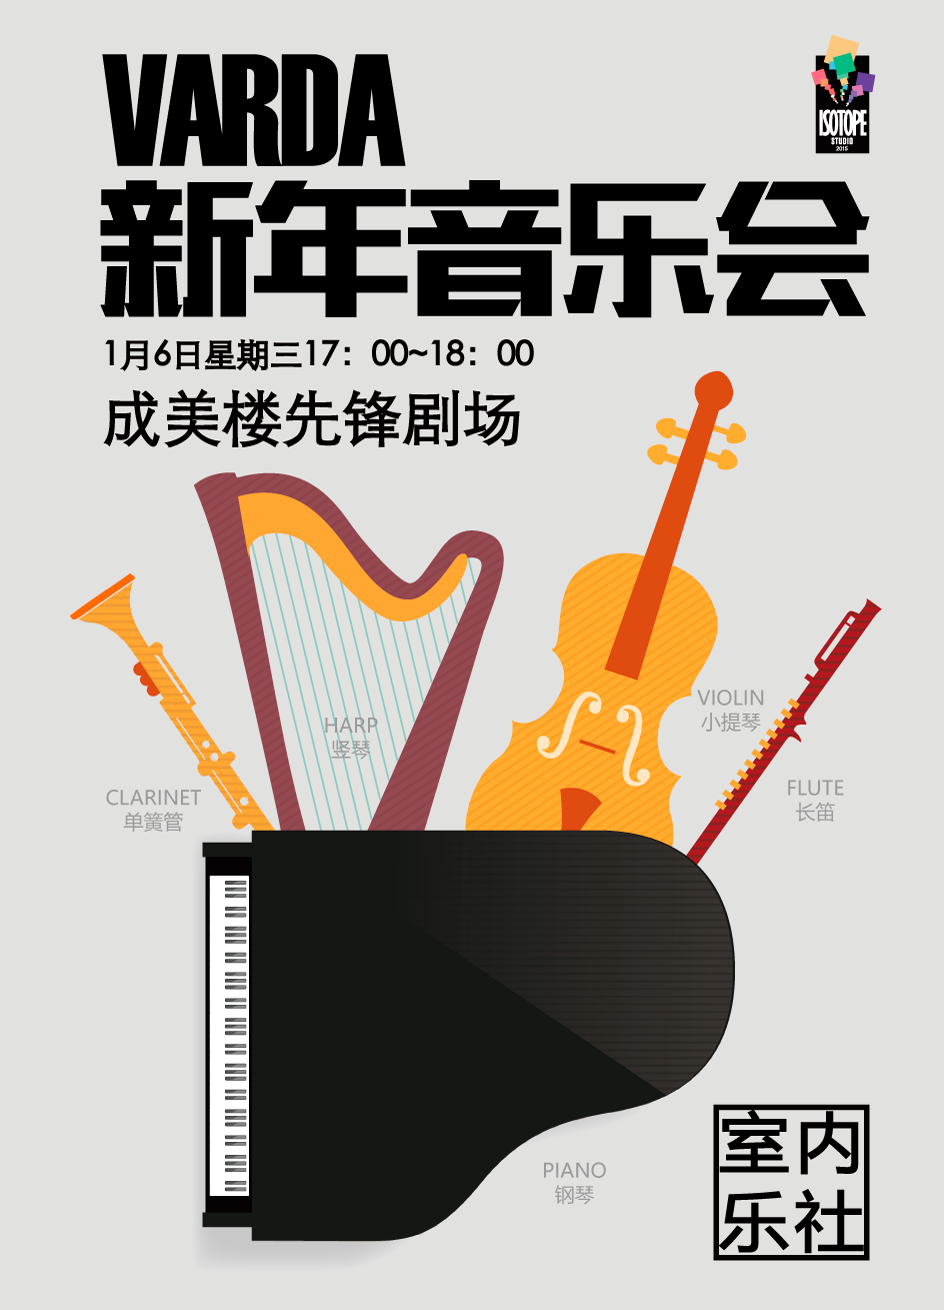 VARDA
ISOTOPE
STUDIO
2015
新年音乐会
1月6日星期三17：00~18：00
成美楼先锋剧场
HARP
竖琴
VIOLIN
小提琴
CLARINET
单簧管
FLUTE
长笛
PIANO
钢琴
室内
乐社